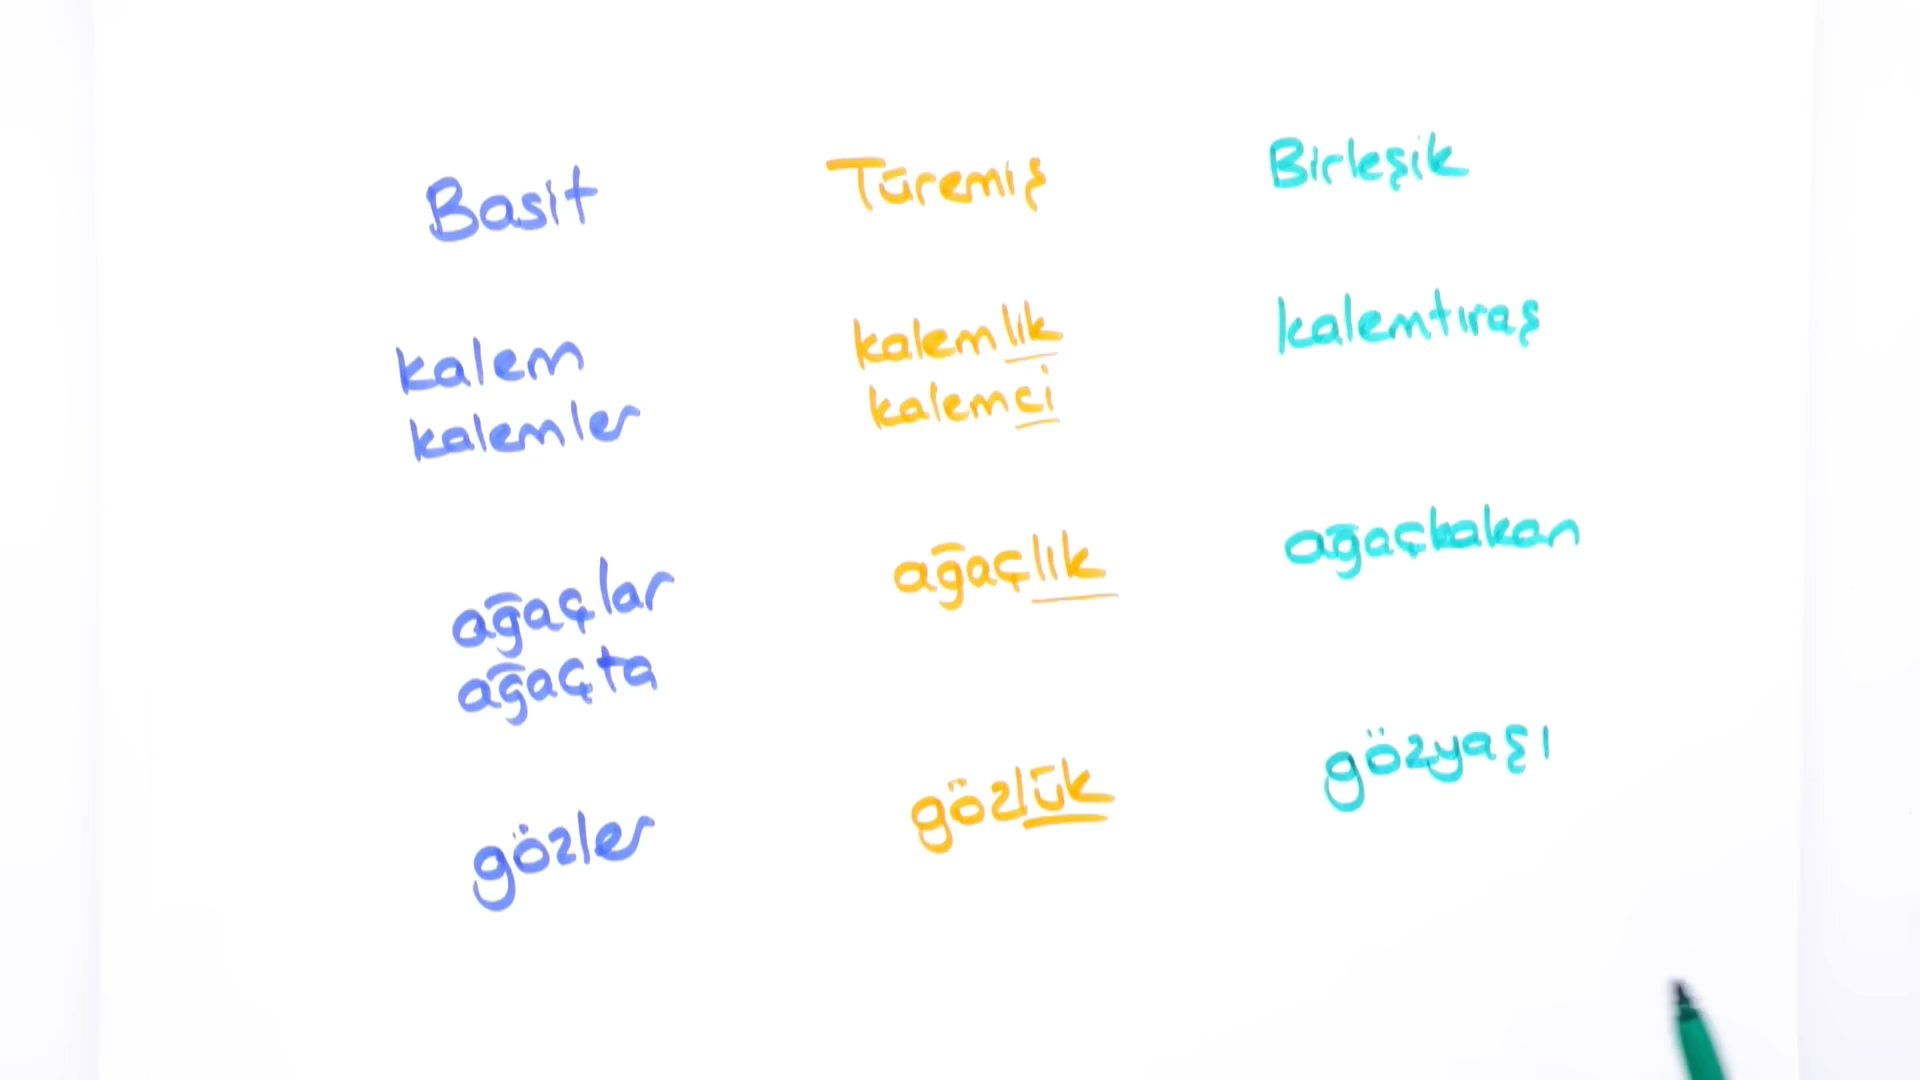 Basit
Türemiş
Birleşik
kalem
kalemler
kalemlik
kalemci
kalemtıraş
ağaçlar
ağaçta
ağaçlık
ağaçkakan
gözler
gözlük
gözyaşı